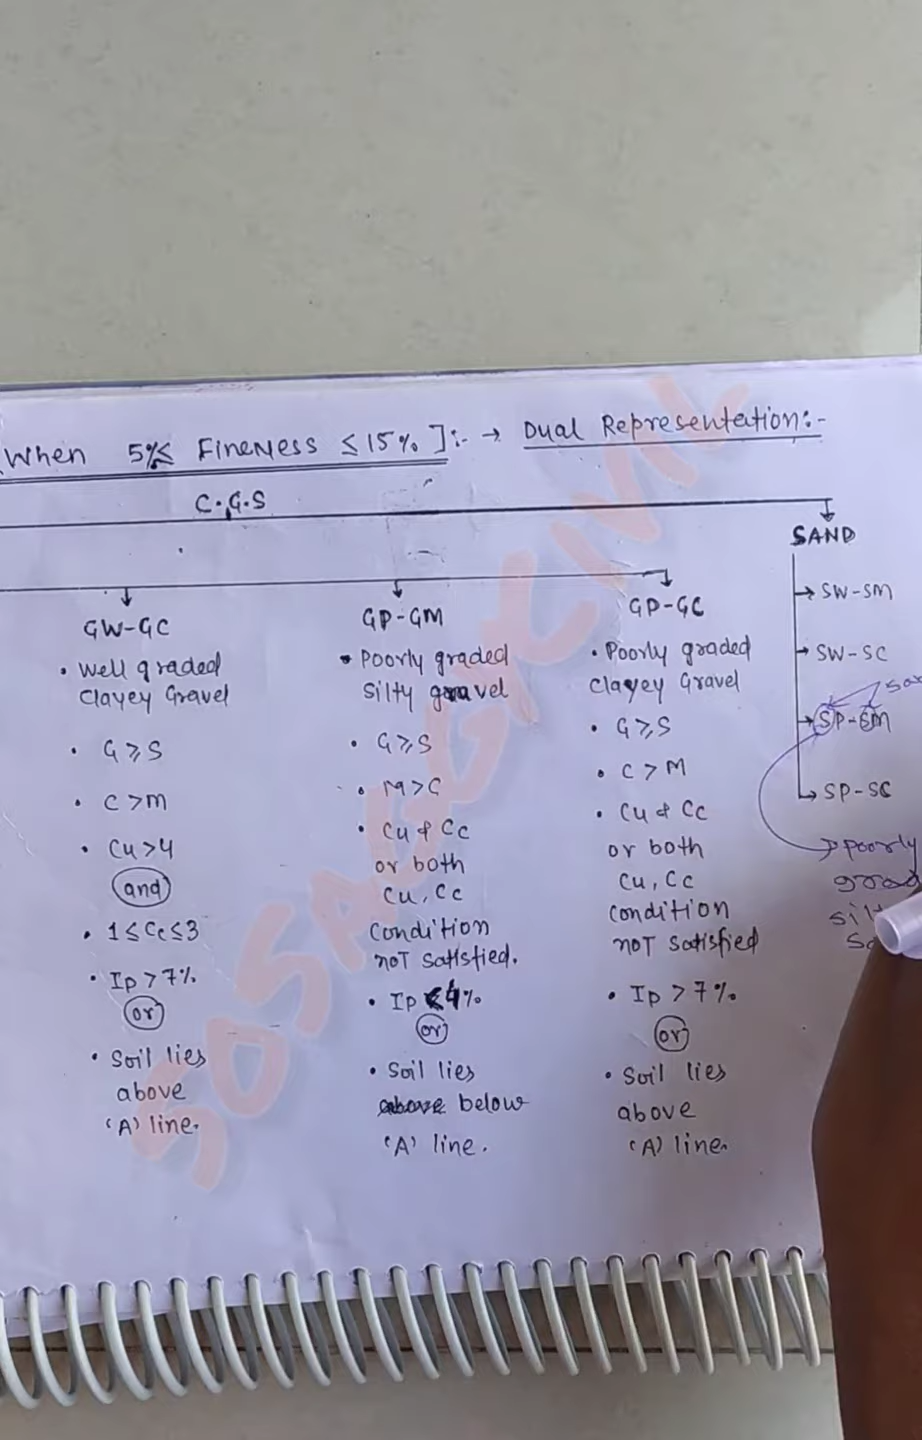 When 5% ≤ Fineness ≤ 15% ]:- → Dual Representation:-
C.G.S
SAND
SW-SM
SW-SC
SP-SM
SP-SC
Poorly
GW-GC
• Well graded
Clayey Gravel
• G ≥ S
• C > M
• Cu > 4
and
• 1 ≤ Cc ≤ 3
• Ip > 7%
or
• Soil lies
above
'A' line.
GP-GM
• Poorly graded
Silty gravel
• G ≥ S
• M > C
• Cu & Cc
or both
Cu, Cc
Condition
not Satisfied.
• Ip < 4%
or
• Soil lies
below
'A' line.
GP-GC
• Poorly graded
Clayey Gravel
• G ≥ S
• C > M
• Cu & Cc
or both
Cu, Cc
condition
not satisfied
• Ip > 7%
or
• Soil lies
above
'A' line.